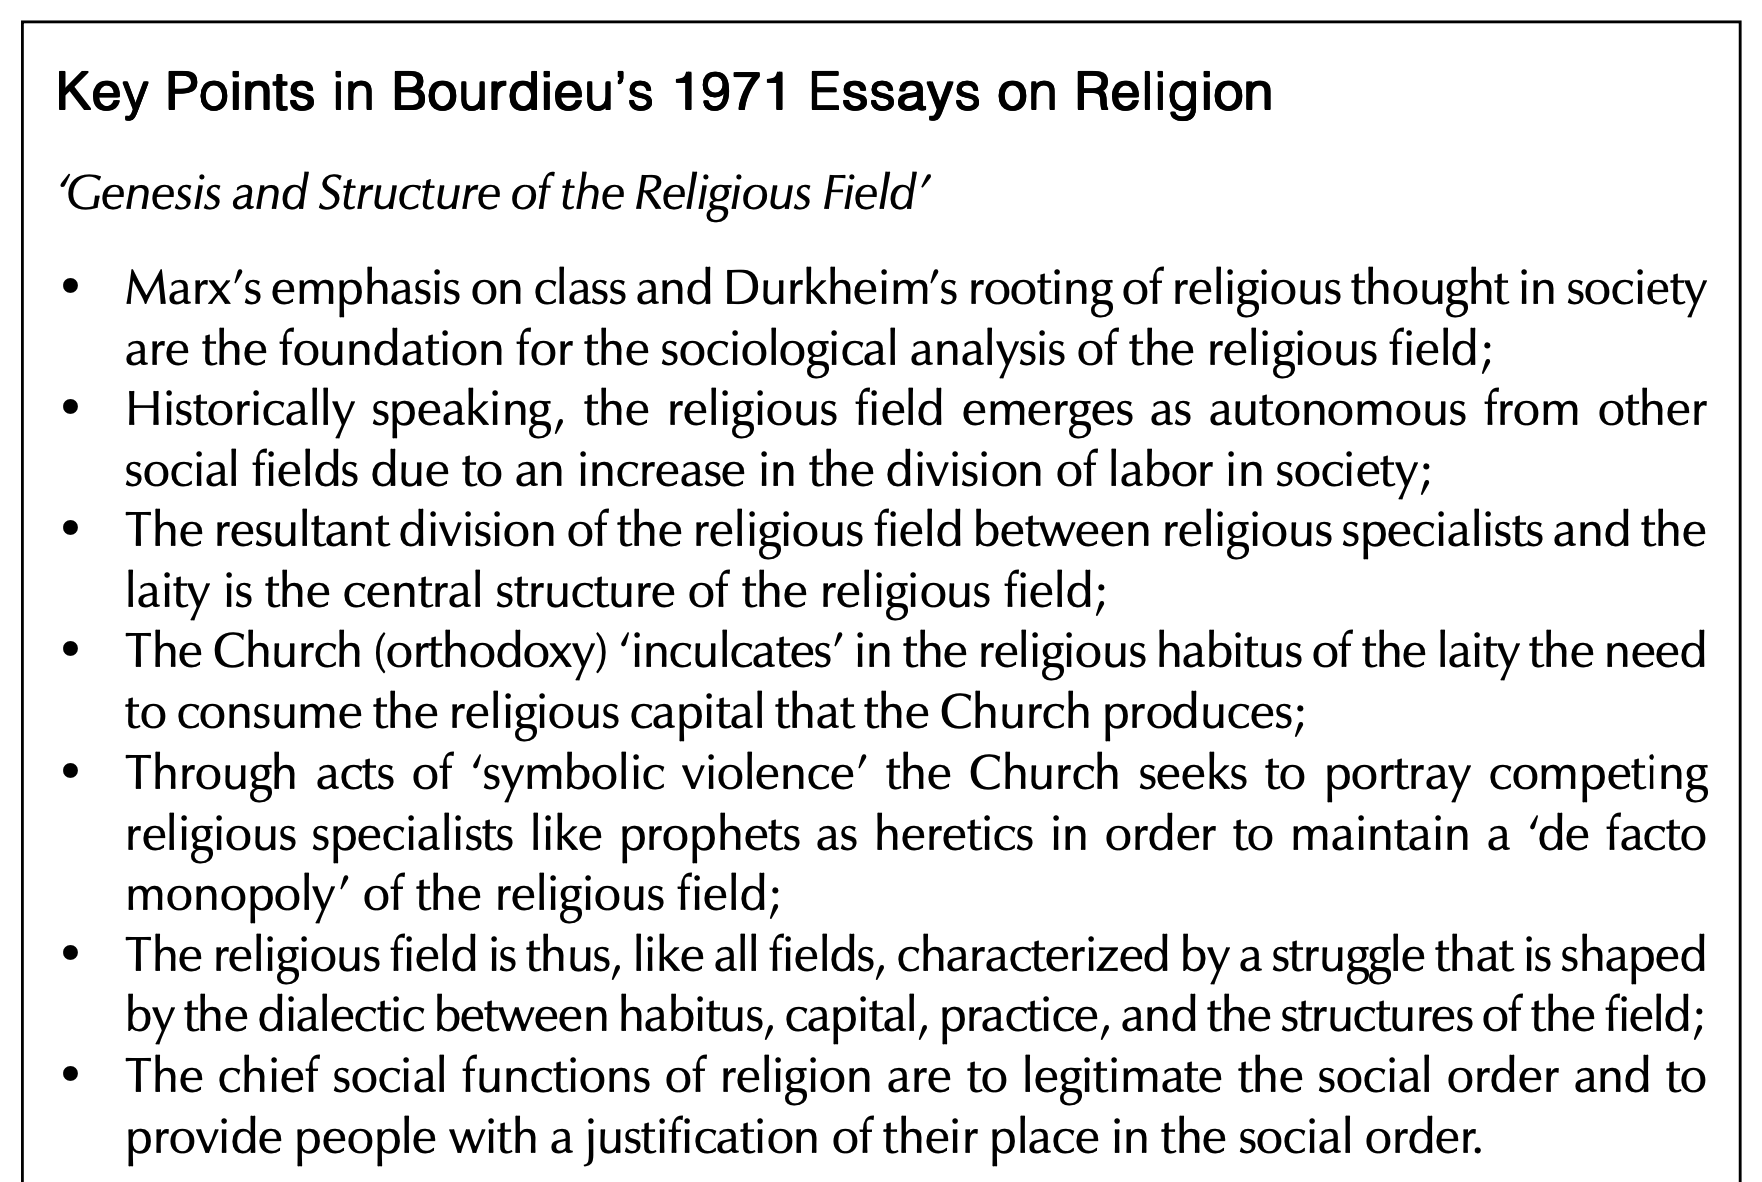 Key Points in Bourdieu’s 1971 Essays on Religion
‘Genesis and Structure of the Religious Field’
• Marx’s emphasis on class and Durkheim’s rooting of religious thought in society
are the foundation for the sociological analysis of the religious field;
• Historically speaking, the religious field emerges as autonomous from other
social fields due to an increase in the division of labor in society;
• The resultant division of the religious field between religious specialists and the
laity is the central structure of the religious field;
• The Church (orthodoxy) ‘inculcates’ in the religious habitus of the laity the need
to consume the religious capital that the Church produces;
• Through acts of ‘symbolic violence’ the Church seeks to portray competing
religious specialists like prophets as heretics in order to maintain a ‘de facto
monopoly’ of the religious field;
• The religious field is thus, like all fields, characterized by a struggle that is shaped
by the dialectic between habitus, capital, practice, and the structures of the field;
• The chief social functions of religion are to legitimate the social order and to
provide people with a justification of their place in the social order.